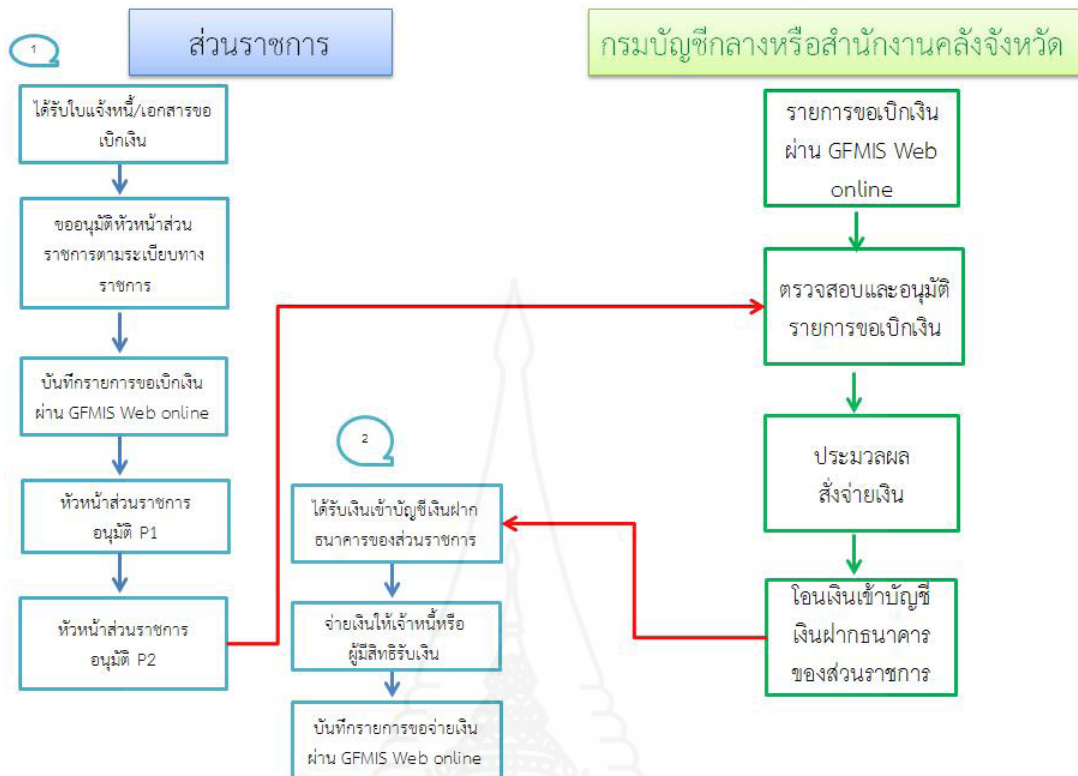 1
ส่วนราชการ
กรมบัญชีกลางหรือสำนักงานคลังจังหวัด
ได้รับใบแจ้งหนี้/เอกสารขอ
เบิกเงิน
ขออนุมัติหัวหน้าส่วน
ราชการตามระเบียบทาง
ราชการ
บันทึกรายการขอเบิกเงิน
ผ่าน GFMIS Web online
หัวหน้าส่วนราชการ
อนุมัติ P1
หัวหน้าส่วนราชการ
อนุมัติ P2
2
ได้รับเงินเข้าบัญชีเงินฝาก
ธนาคารของส่วนราชการ
จ่ายเงินให้เจ้าหนี้หรือ
ผู้มีสิทธิรับเงิน
บันทึกรายการขอจ่ายเงิน
ผ่าน GFMIS Web online
รายการขอเบิกเงิน
ผ่าน GFMIS Web
online
ตรวจสอบและอนุมัติ
รายการขอเบิกเงิน
ประมวลผล
สั่งจ่ายเงิน
โอนเงินเข้าบัญชี
เงินฝากธนาคาร
ของส่วนราชการ